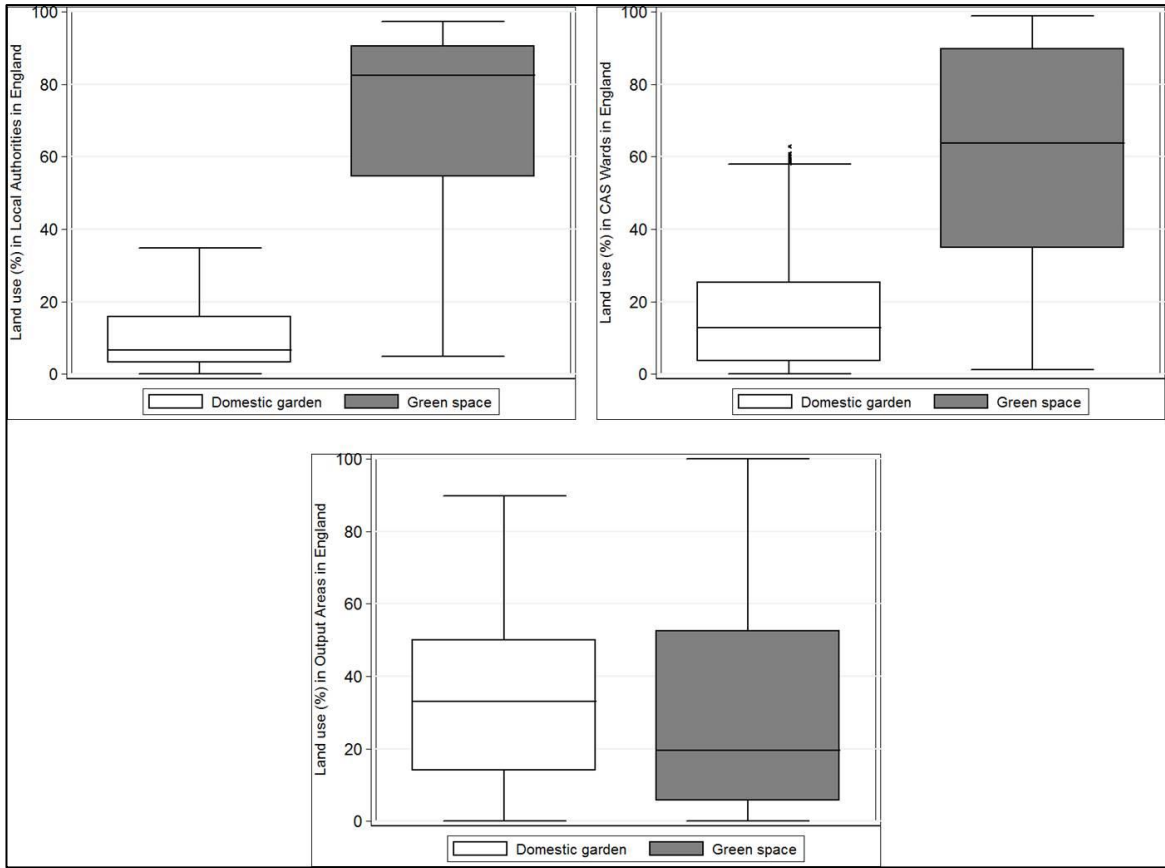 Land use (%) in Local Authorities in England
100
80
60
40
20
0
Domestic garden
Green space
Land use (%) in CAS Wards in England
100
80
60
40
20
0
Domestic garden
Green space
Land use (%) in Output Areas in England
100
80
60
40
20
0
Domestic garden
Green space